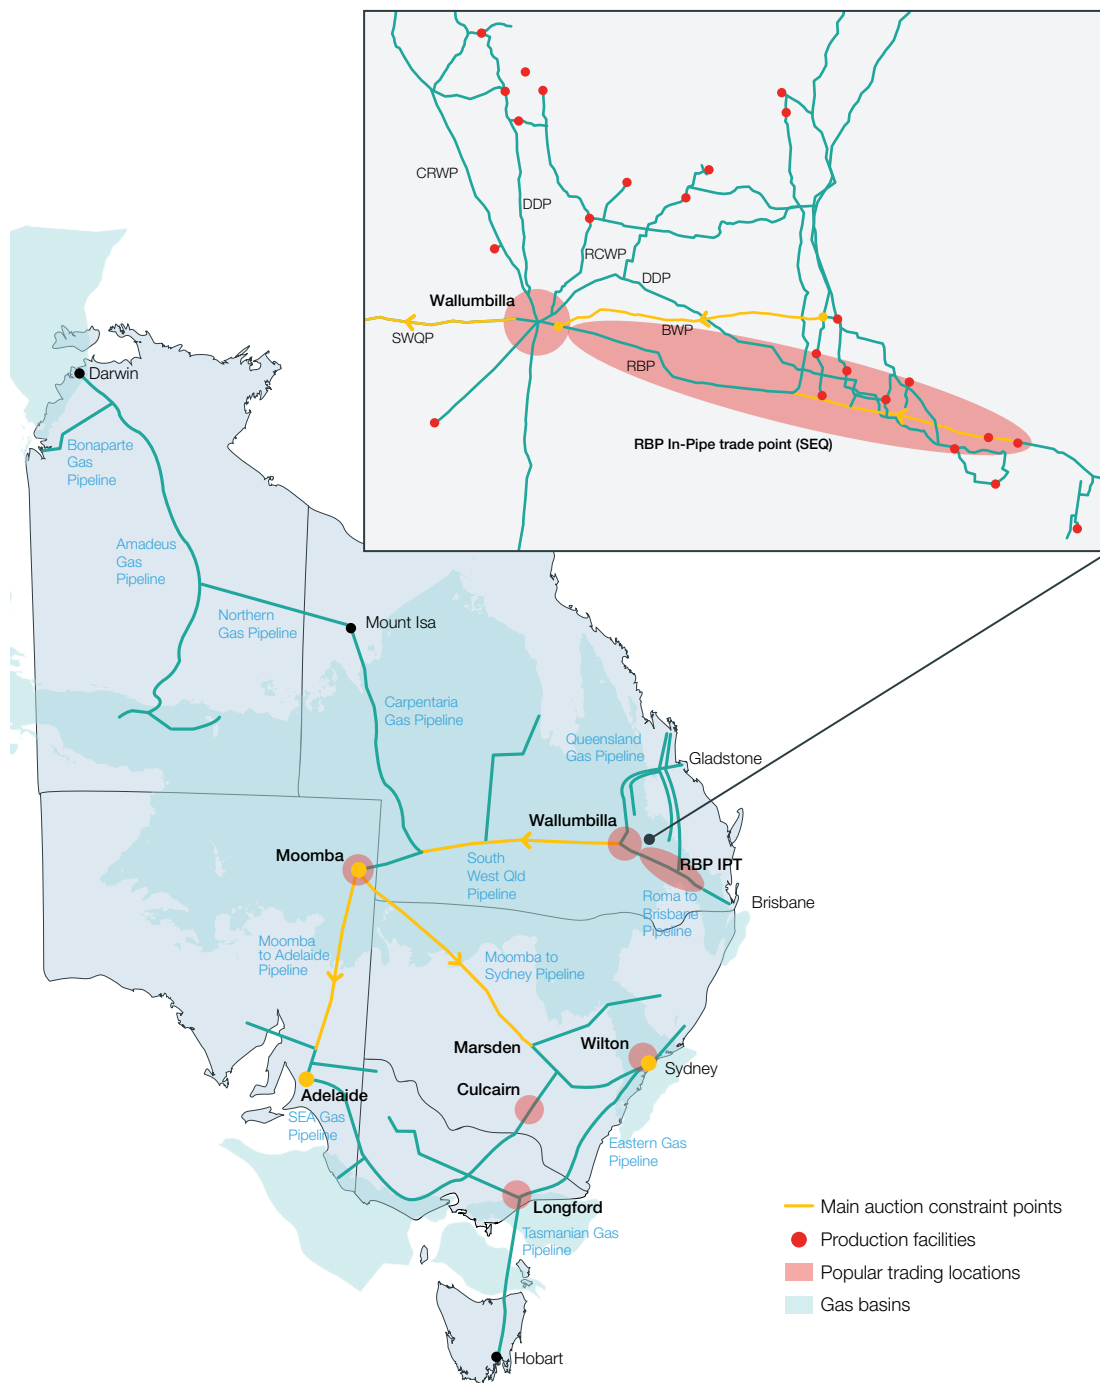 CRWP
DDP
RCWP
DDP
Wallumbilla
SWQP
BWP
RBP
RBP In-Pipe trade point (SEQ)
Darwin
Bonaparte
Gas
Pipeline
Amadeus
Gas
Pipeline
Northern
Gas Pipeline
Mount Isa
Carpentaria
Gas Pipeline
Queensland
Gas Pipeline
Gladstone
Wallumbilla
Moomba
South
West Qld
Pipeline
RBP IPT
Roma to
Brisbane
Pipeline
Brisbane
Moomba
to Adelaide
Pipeline
Moomba to
Sydney Pipeline
Marsden
Wilton
Sydney
Culcairn
Adelaide
SEA Gas
Pipeline
Eastern Gas
Pipeline
Longford
Tasmanian Gas
Pipeline
Hobart
Main auction constraint points
Production facilities
Popular trading locations
Gas basins